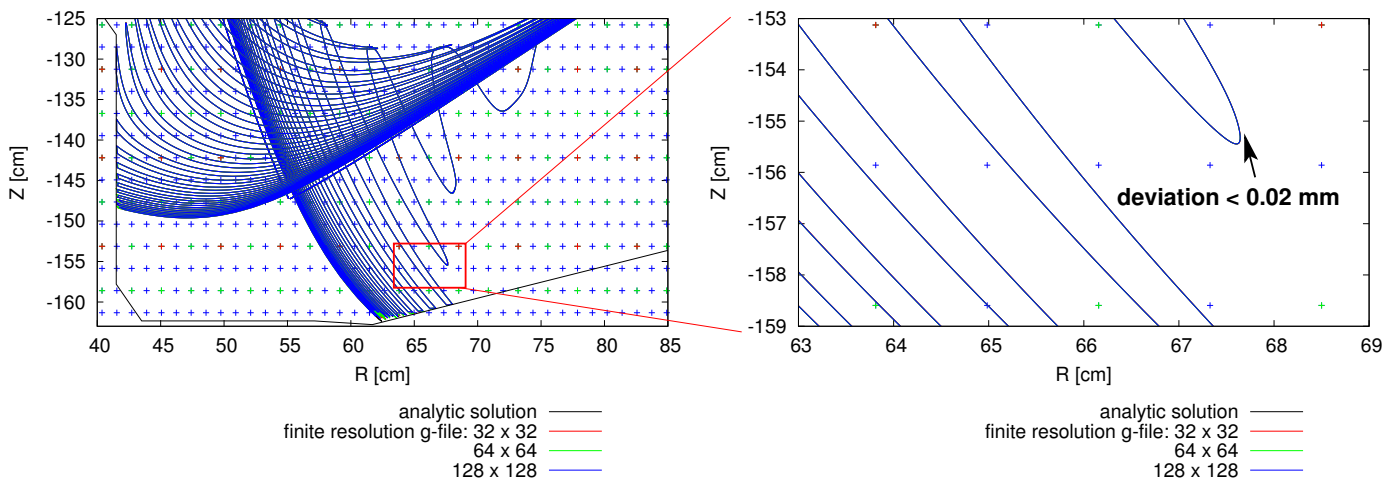 -125
-130
-135
-140
-145
-150
-155
-160
Z [cm]
40 45 50 55 60 65 70 75 80 85
R [cm]
analytic solution
finite resolution g-file: 32 x 32
64 x 64
128 x 128
-153
-154
-155
-156
-158
-159
Z [cm]
deviation < 0.02 mm
63 64 65 66 67 68 69
R [cm]
analytic solution
finite resolution g-file: 32 x 32
64 x 64
128 x 128